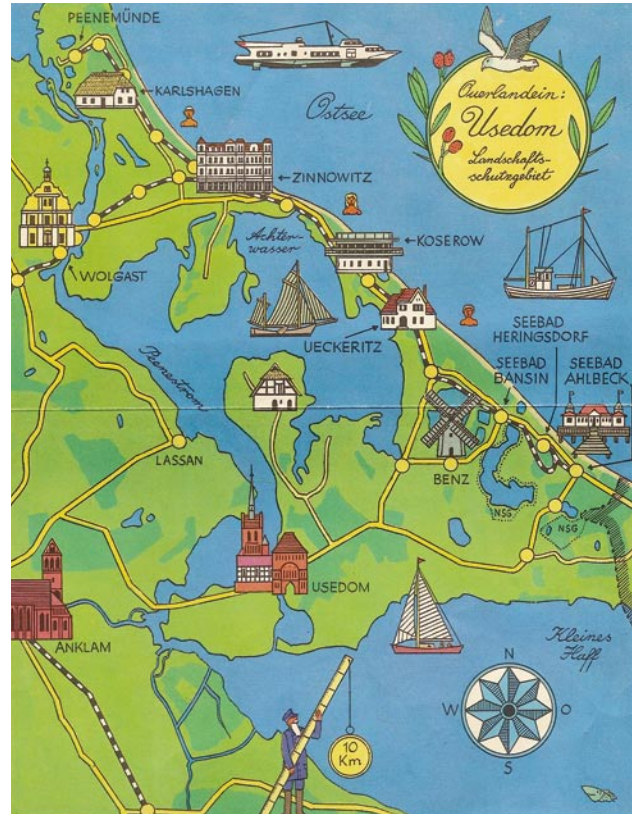 PEENEMÜNDE
KARLSHAGEN
Ostsee
Querlandein:
Usedom
Landschafts-
schutzgebiet
ZINNOWITZ
Achter-
wasser
KOSEROW
WOLGAST
UECKERITZ
SEEBAD
HERINGSDORF
SEEBAD
BANSIN
SEEBAD
AHLBECK
Peenestrom
LASSAN
BENZ
NSG
NSG
USEDOM
ANKLAM
Kleines
Haff
N
W
O
S
10
Km